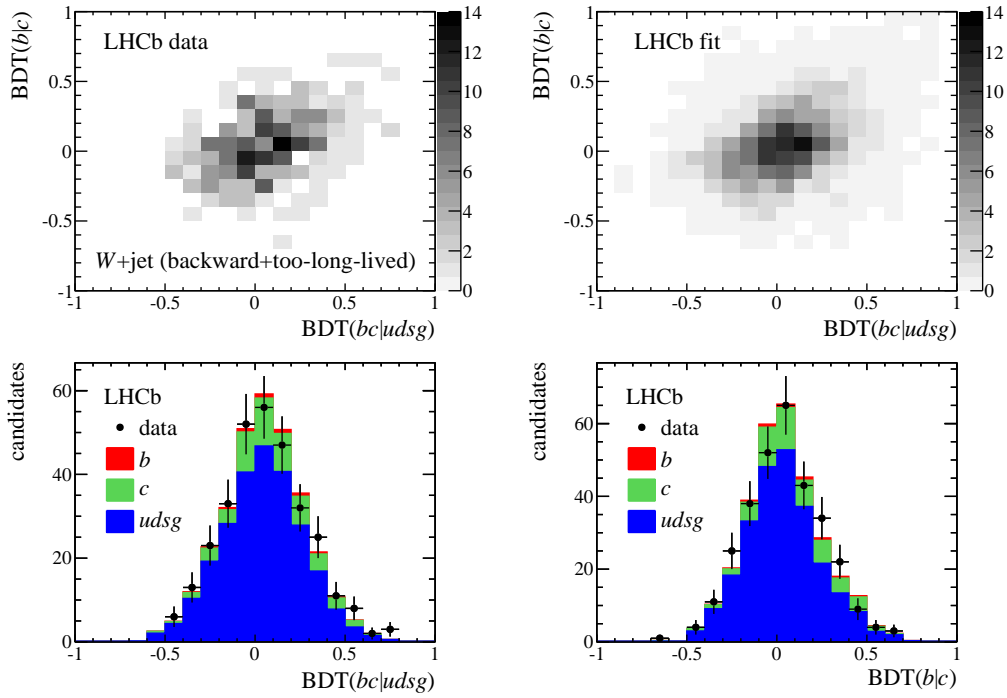 LHCb data
W+jet (backward+too-long-lived)
BDT(b|c)
1
0.5
0
-0.5
-1
-1 -0.5 0 0.5 1
BDT(bc|udsg)
14
12
10
8
6
4
2
0
LHCb fit
BDT(b|c)
1
0.5
0
-0.5
-1
-1 -0.5 0 0.5 1
BDT(bc|udsg)
14
12
10
8
6
4
2
0
candidates
60
40
20
0
LHCb
data
b
c
udsg
-1 -0.5 0 0.5 1
BDT(bc|udsg)
candidates
60
40
20
0
LHCb
data
b
c
udsg
-1 -0.5 0 0.5 1
BDT(b|c)